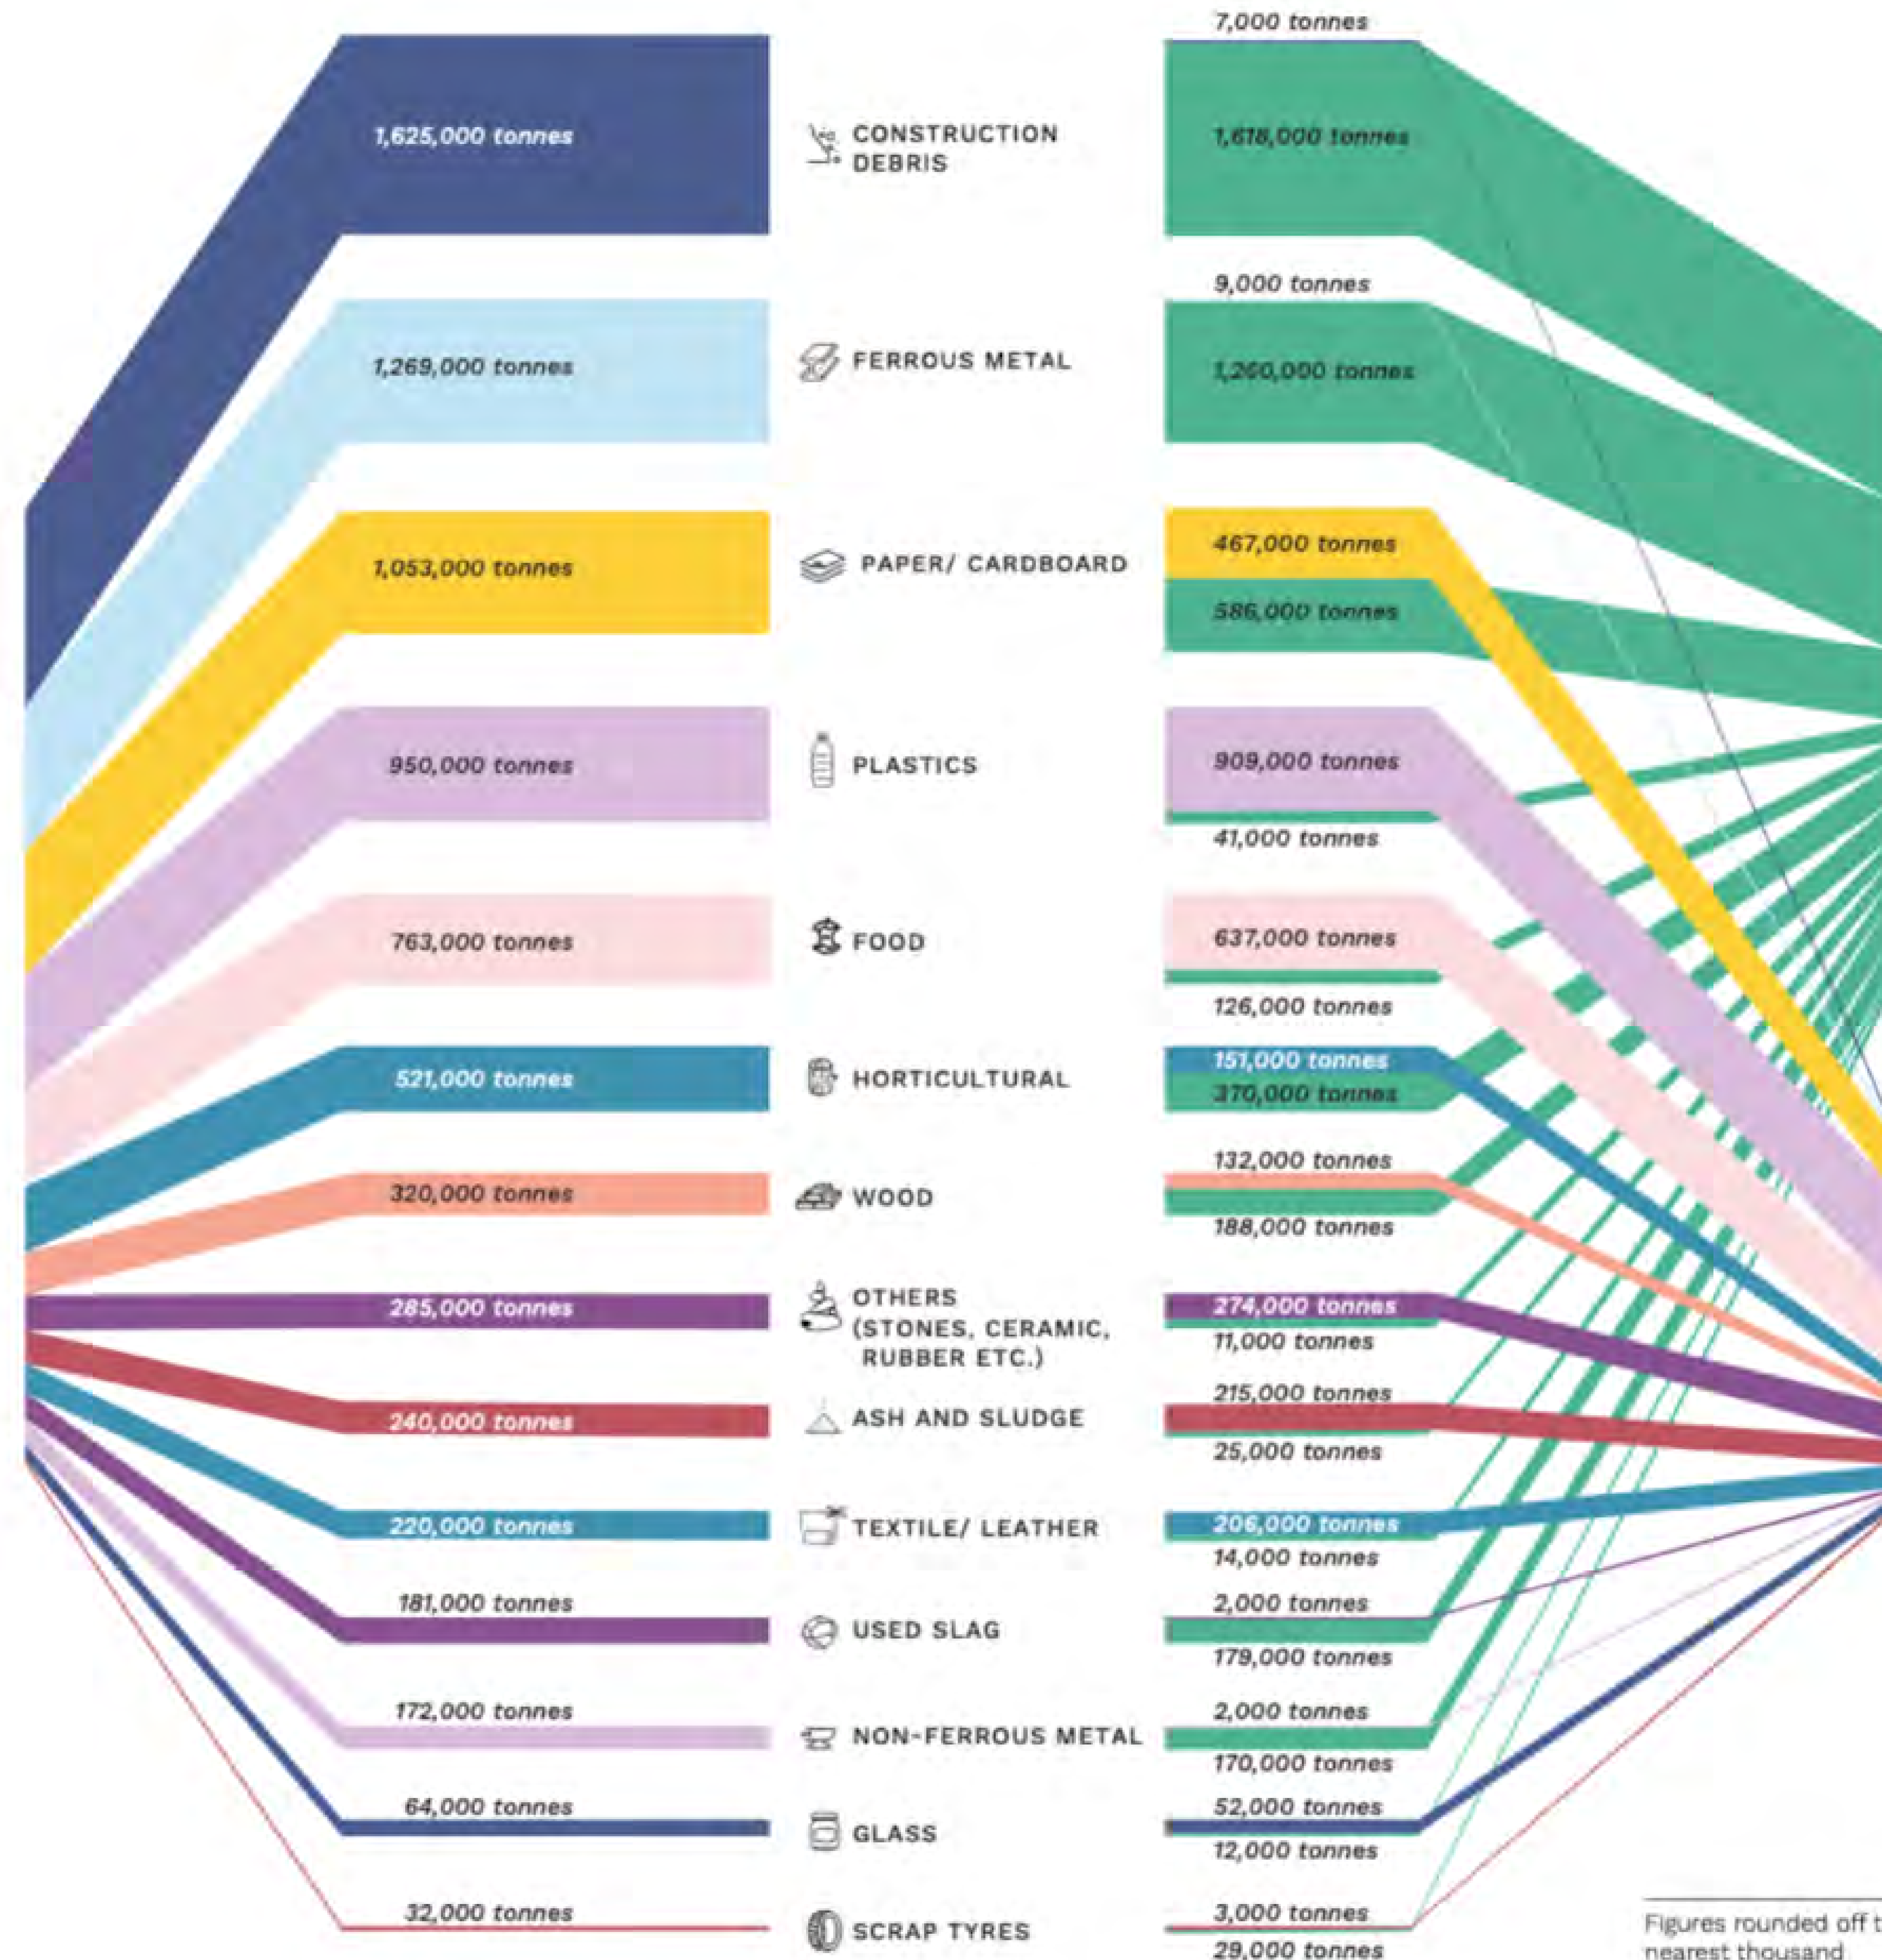 7,000 tonnes
1,625,000 tonnes
CONSTRUCTION
DEBRIS
1,618,000 tonnes
9,000 tonnes
1,269,000 tonnes
FERROUS METAL
1,260,000 tonnes
1,053,000 tonnes
PAPER/ CARDBOARD
467,000 tonnes
586,000 tonnes
950,000 tonnes
PLASTICS
909,000 tonnes
41,000 tonnes
763,000 tonnes
FOOD
637,000 tonnes
126,000 tonnes
521,000 tonnes
HORTICULTURAL
151,000 tonnes
370,000 tonnes
320,000 tonnes
WOOD
132,000 tonnes
188,000 tonnes
285,000 tonnes
OTHERS
(STONES, CERAMIC,
RUBBER ETC.)
274,000 tonnes
11,000 tonnes
240,000 tonnes
ASH AND SLUDGE
215,000 tonnes
25,000 tonnes
220,000 tonnes
TEXTILE/ LEATHER
206,000 tonnes
14,000 tonnes
181,000 tonnes
USED SLAG
2,000 tonnes
179,000 tonnes
172,000 tonnes
NON-FERROUS METAL
2,000 tonnes
170,000 tonnes
64,000 tonnes
GLASS
52,000 tonnes
12,000 tonnes
32,000 tonnes
SCRAP TYRES
3,000 tonnes
29,000 tonnes
Figures rounded off t
nearest thousand